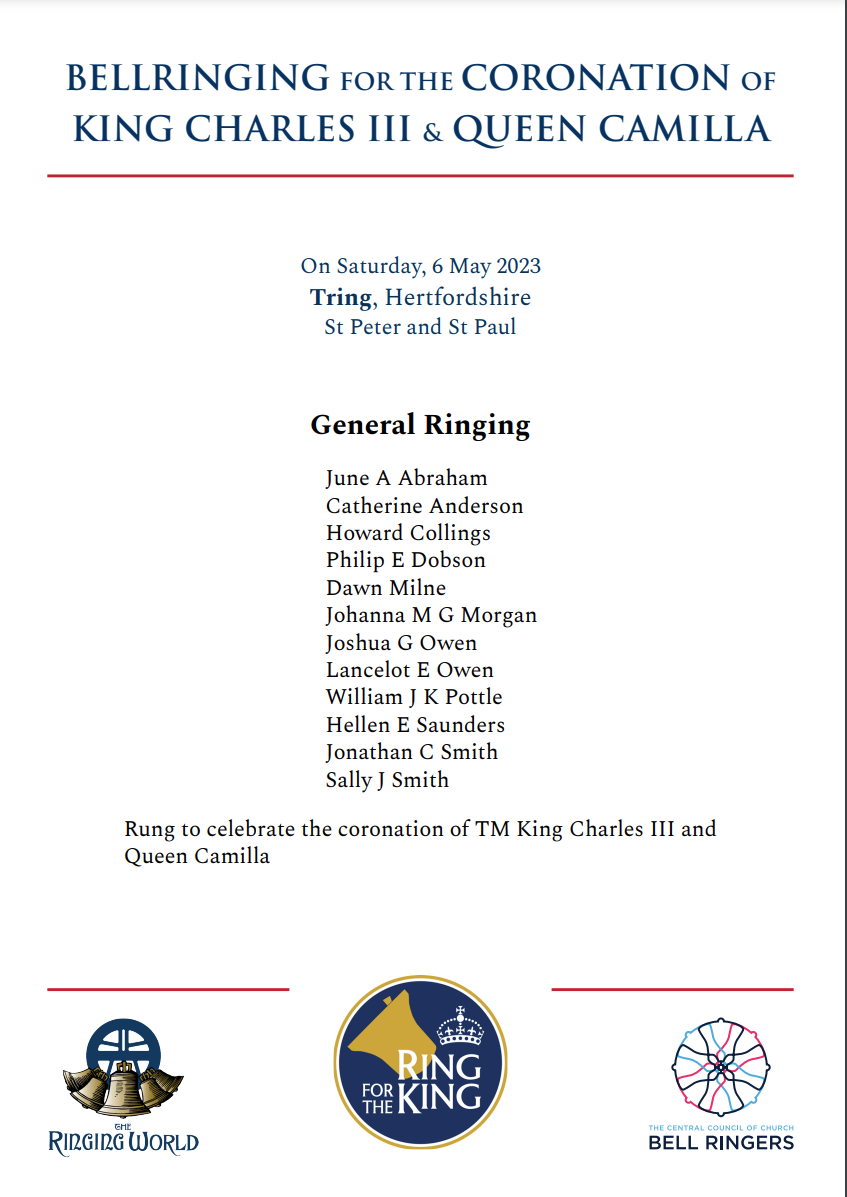 BELLRINGING FOR THE CORONATION OF
KING CHARLES III & QUEEN CAMILLA
On Saturday, 6 May 2023
Tring, Hertfordshire
St Peter and St Paul
General Ringing
June A Abraham
Catherine Anderson
Howard Collings
Philip E Dobson
Dawn Milne
Johanna M G Morgan
Joshua G Owen
Lancelot E Owen
William J K Pottle
Hellen E Saunders
Jonathan C Smith
Sally J Smith
Rung to celebrate the coronation of TM King Charles III and
Queen Camilla
THE
RINGING WORLD
RING
FOR THE KING
THE CENTRAL COUNCIL OF CHURCH
BELL RINGERS